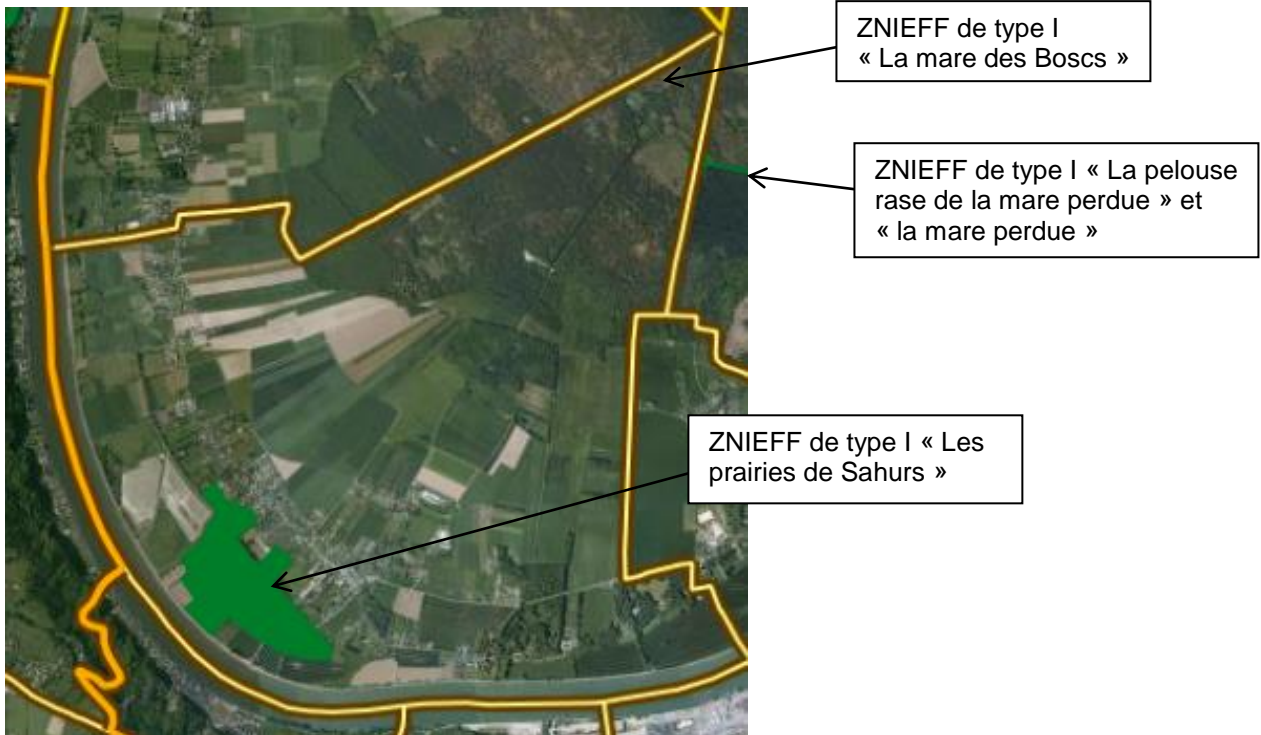 ZNIEFF de type I
« La mare des Boscs »
ZNIEFF de type I « La pelouse
rase de la mare perdue » et
« la mare perdue »
ZNIEFF de type I « Les
prairies de Sahurs »